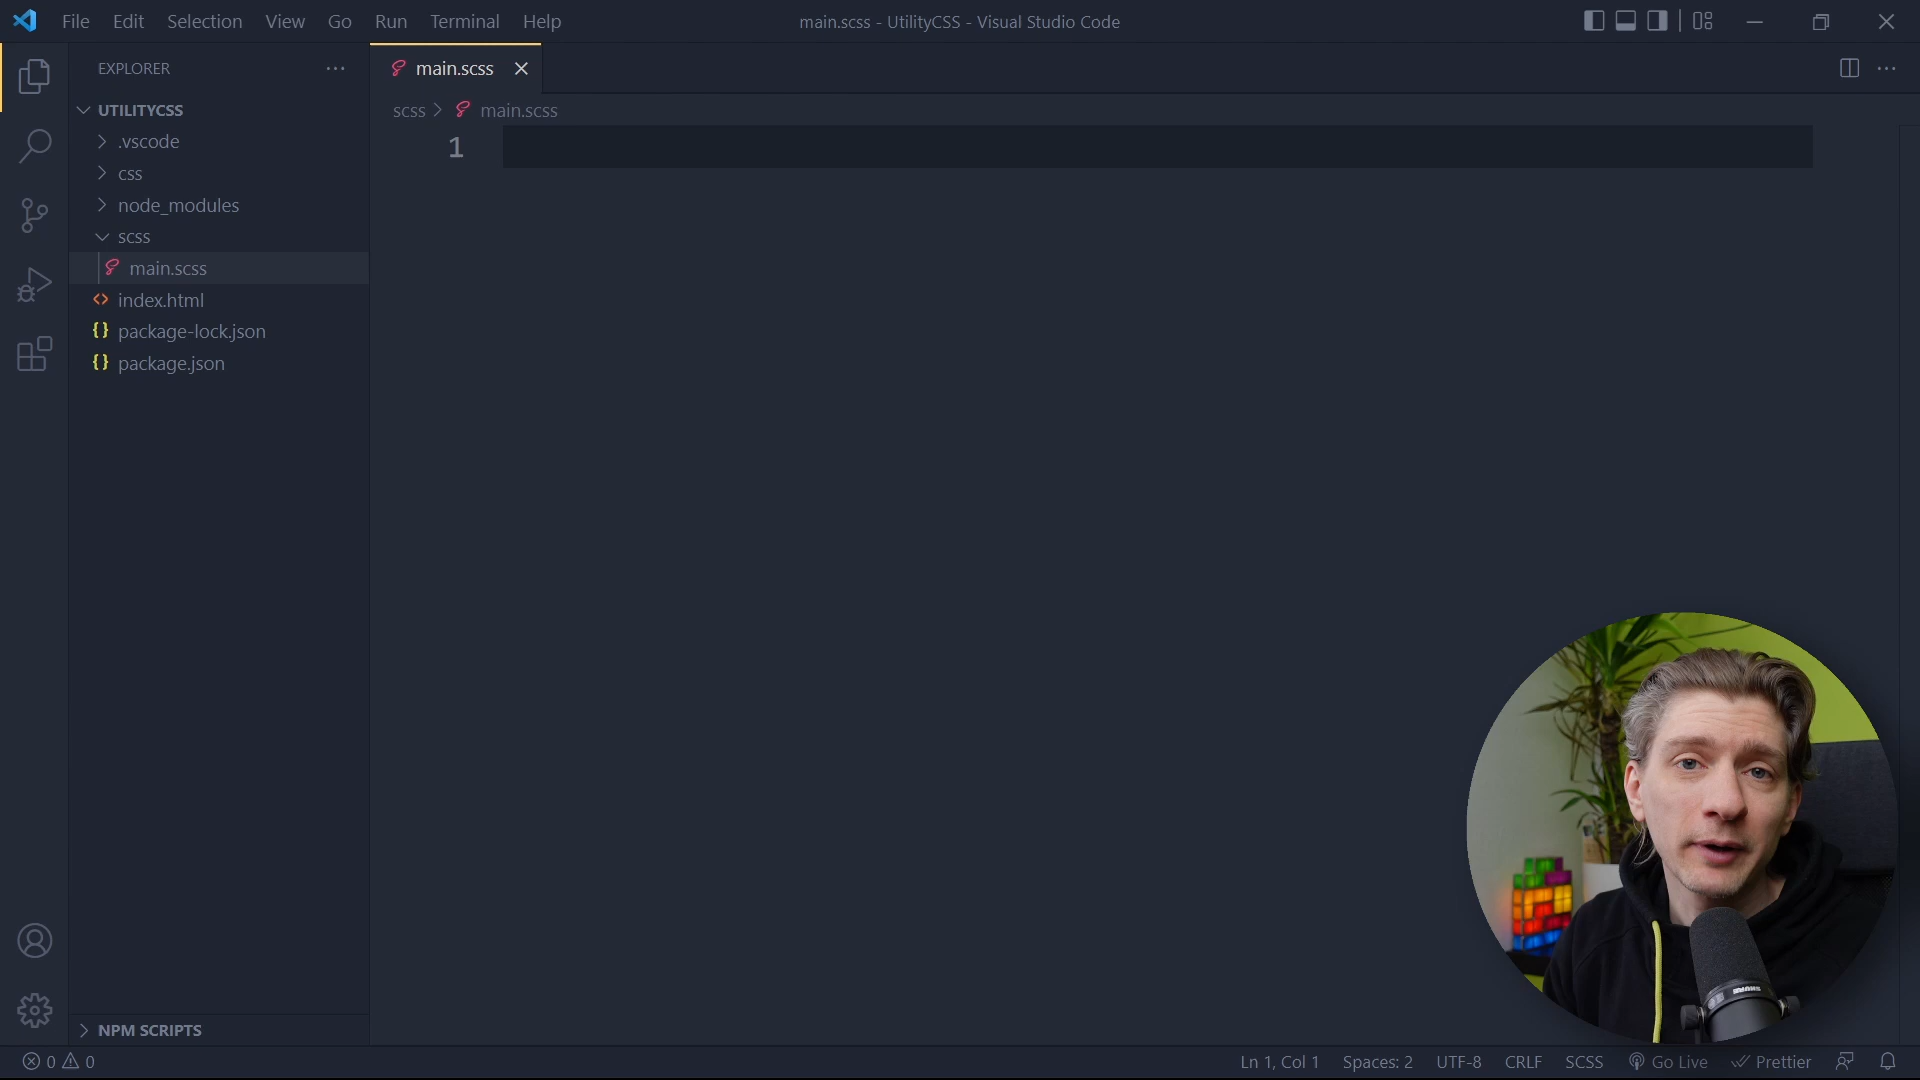 File Edit Selection View Go Run Terminal Help
main.scss - UtilityCSS - Visual Studio Code
EXPLORER
main.scss
UTILITYCSS
scss > main.scss
.vscode
1
css
node_modules
scss
main.scss
index.html
package-lock.json
package.json
NPM SCRIPTS
0 0
Ln 1, Col 1 Spaces: 2 UTF-8 CRLF SCSS Go Live Prettier
SHURE